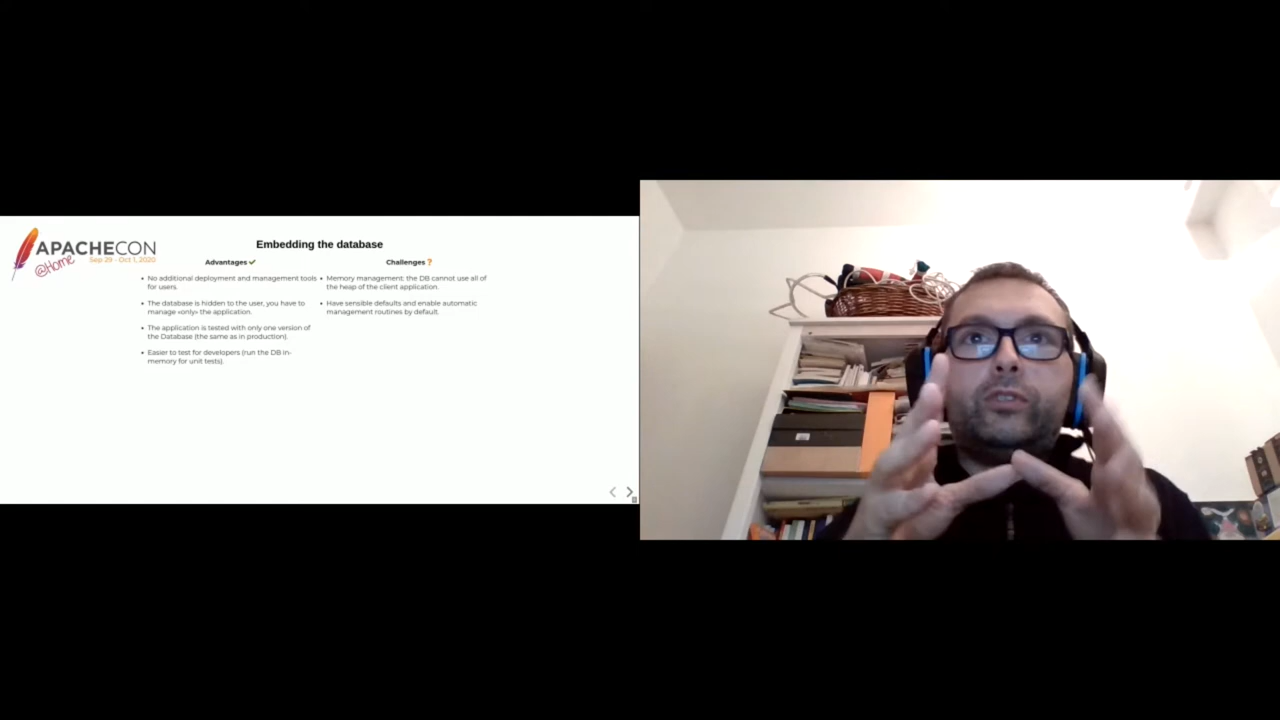 APACHECON
@Home
Sep 29 - Oct 1, 2020
Embedding the database
Advantages
No additional deployment and management tools
for users.
The database is hidden to the user, you have to
manage «only» the application.
The application is tested with only one version of
the Database (the same as in production).
Easier to test for developers (run the DB in-
memory for unit tests).
Challenges ?
Memory management: the DB cannot use all of
the heap of the client application.
Have sensible defaults and enable automatic
management routines by default.